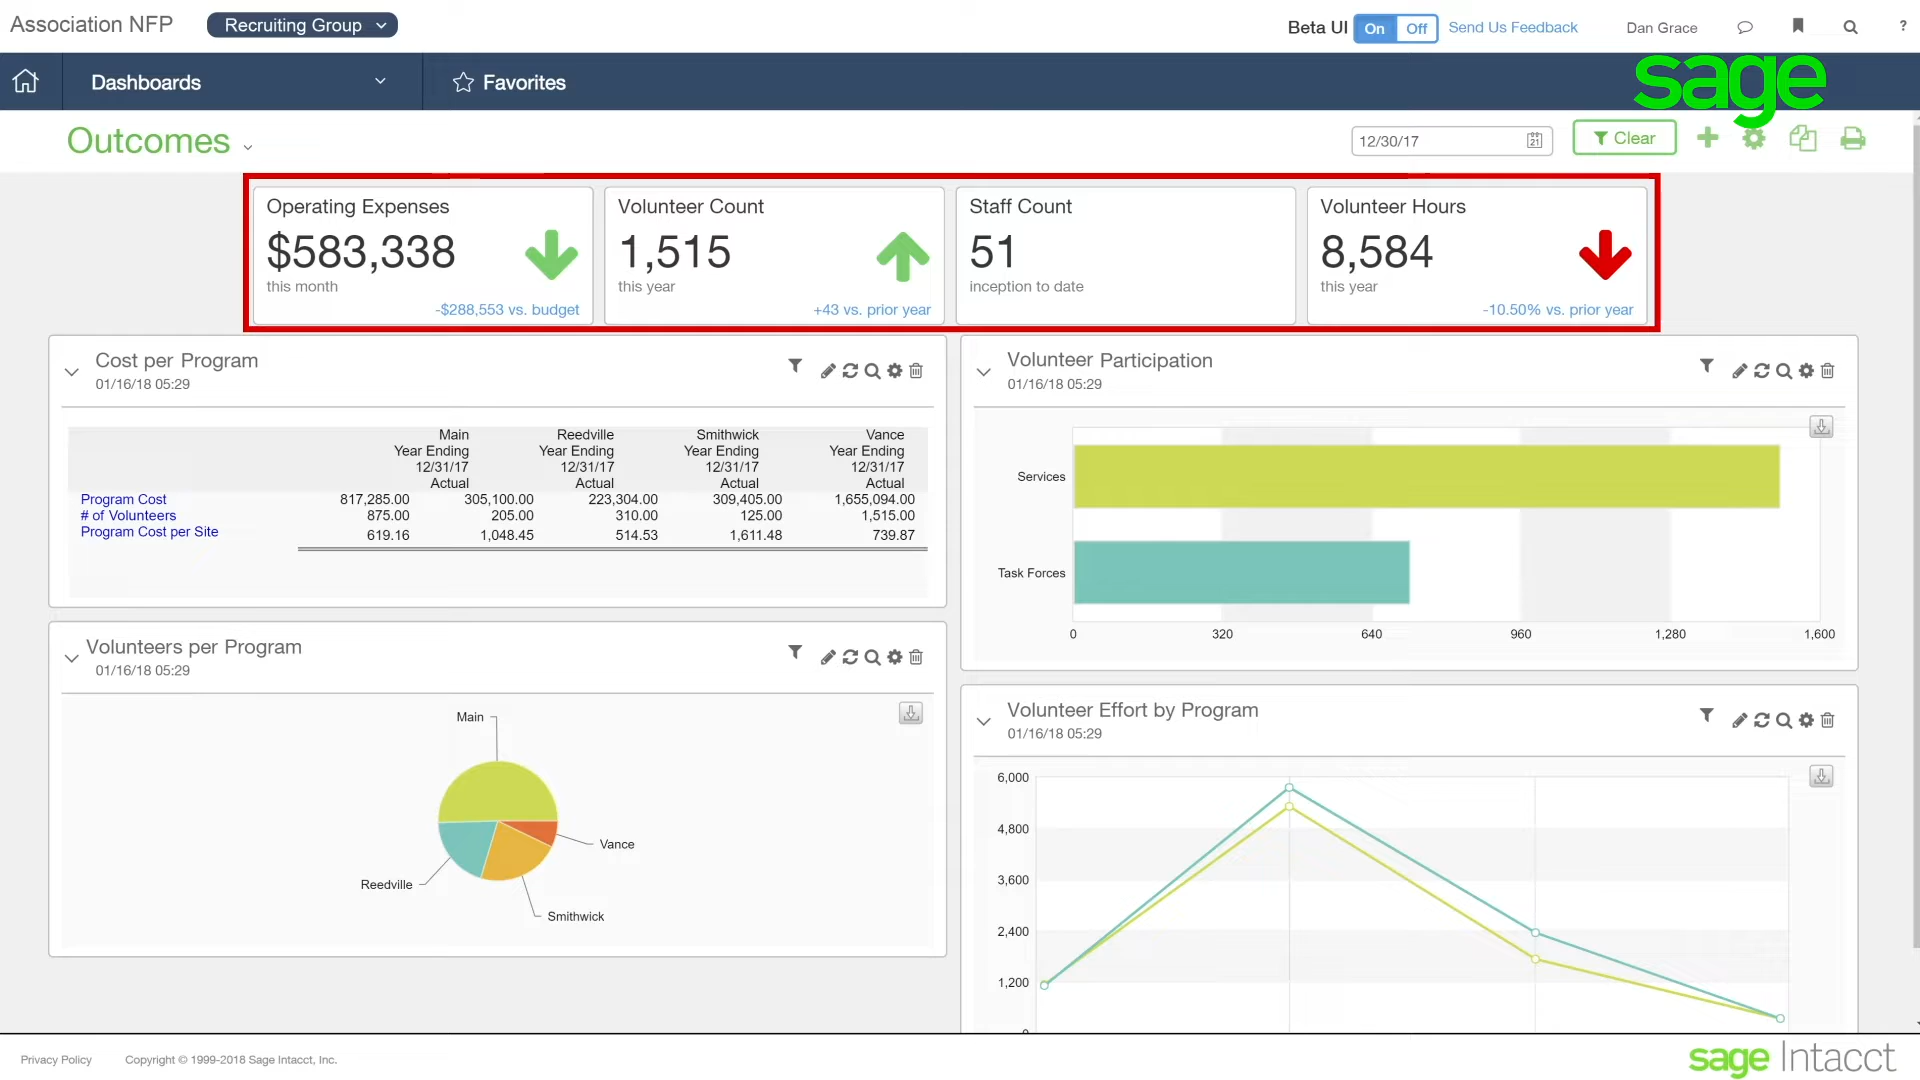 Association NFP
Recruiting Group
Beta UI On Off Send Us Feedback Dan Grace ?
Dashboards
Favorites
sage
Outcomes
12/30/17
21
Clear
Operating Expenses
$583,338
this month
-$288,553 vs. budget
Volunteer Count
1,515
this year
+43 vs. prior year
Staff Count
51
inception to date
Volunteer Hours
8,584
this year
-10.50% vs. prior year
Cost per Program
01/16/18 05:29
Main Reedville Smithwick Vance
Year Ending Year Ending Year Ending Year Ending
12/31/17 12/31/17 12/31/17 12/31/17
Actual Actual Actual Actual
Program Cost 817,285.00 305,100.00 223,304.00 309,405.00 1,655,094.00
# of Volunteers 875.00 205.00 310.00 125.00 1,515.00
Program Cost per Site 619.16 1,048.45 514.53 1,611.48 739.87
Volunteer Participation
01/16/18 05:29
Services
Task Forces
0 320 640 960 1,280 1,600
Volunteers per Program
01/16/18 05:29
Main
Vance
Reedville
Smithwick
Volunteer Effort by Program
01/16/18 05:29
6,000
4,800
3,600
2,400
1,200
Privacy Policy Copyright © 1999-2018 Sage Intacct, Inc.
sage Intacct